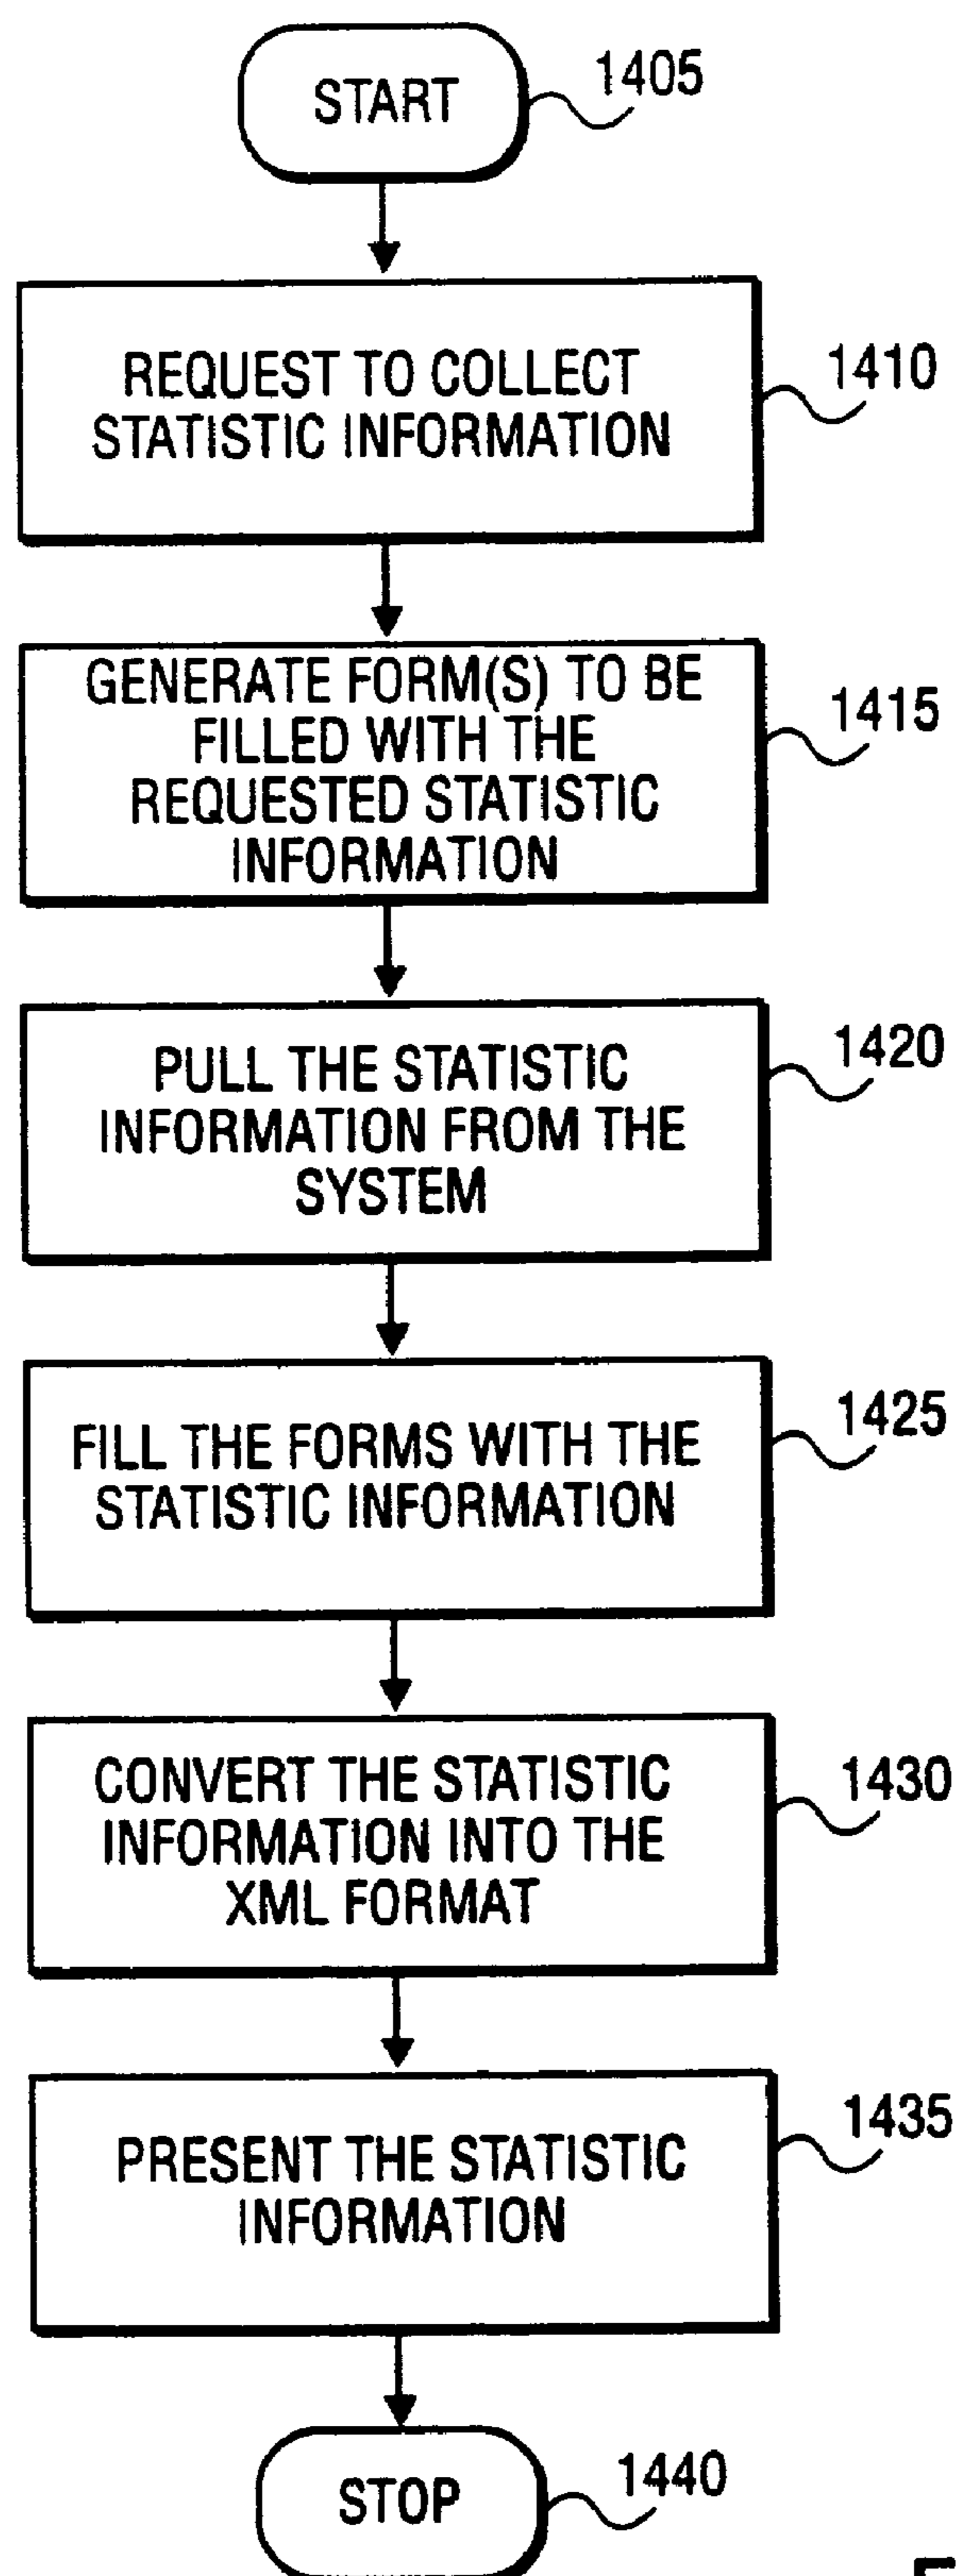 START
1405
REQUEST TO COLLECT
STATISTIC INFORMATION
1410
GENERATE FORM(S) TO BE
FILLED WITH THE
REQUESTED STATISTIC
INFORMATION
1415
PULL THE STATISTIC
INFORMATION FROM THE
SYSTEM
1420
FILL THE FORMS WITH THE
STATISTIC INFORMATION
1425
CONVERT THE STATISTIC
INFORMATION INTO THE
XML FORMAT
1430
PRESENT THE STATISTIC
INFORMATION
1435
STOP
1440